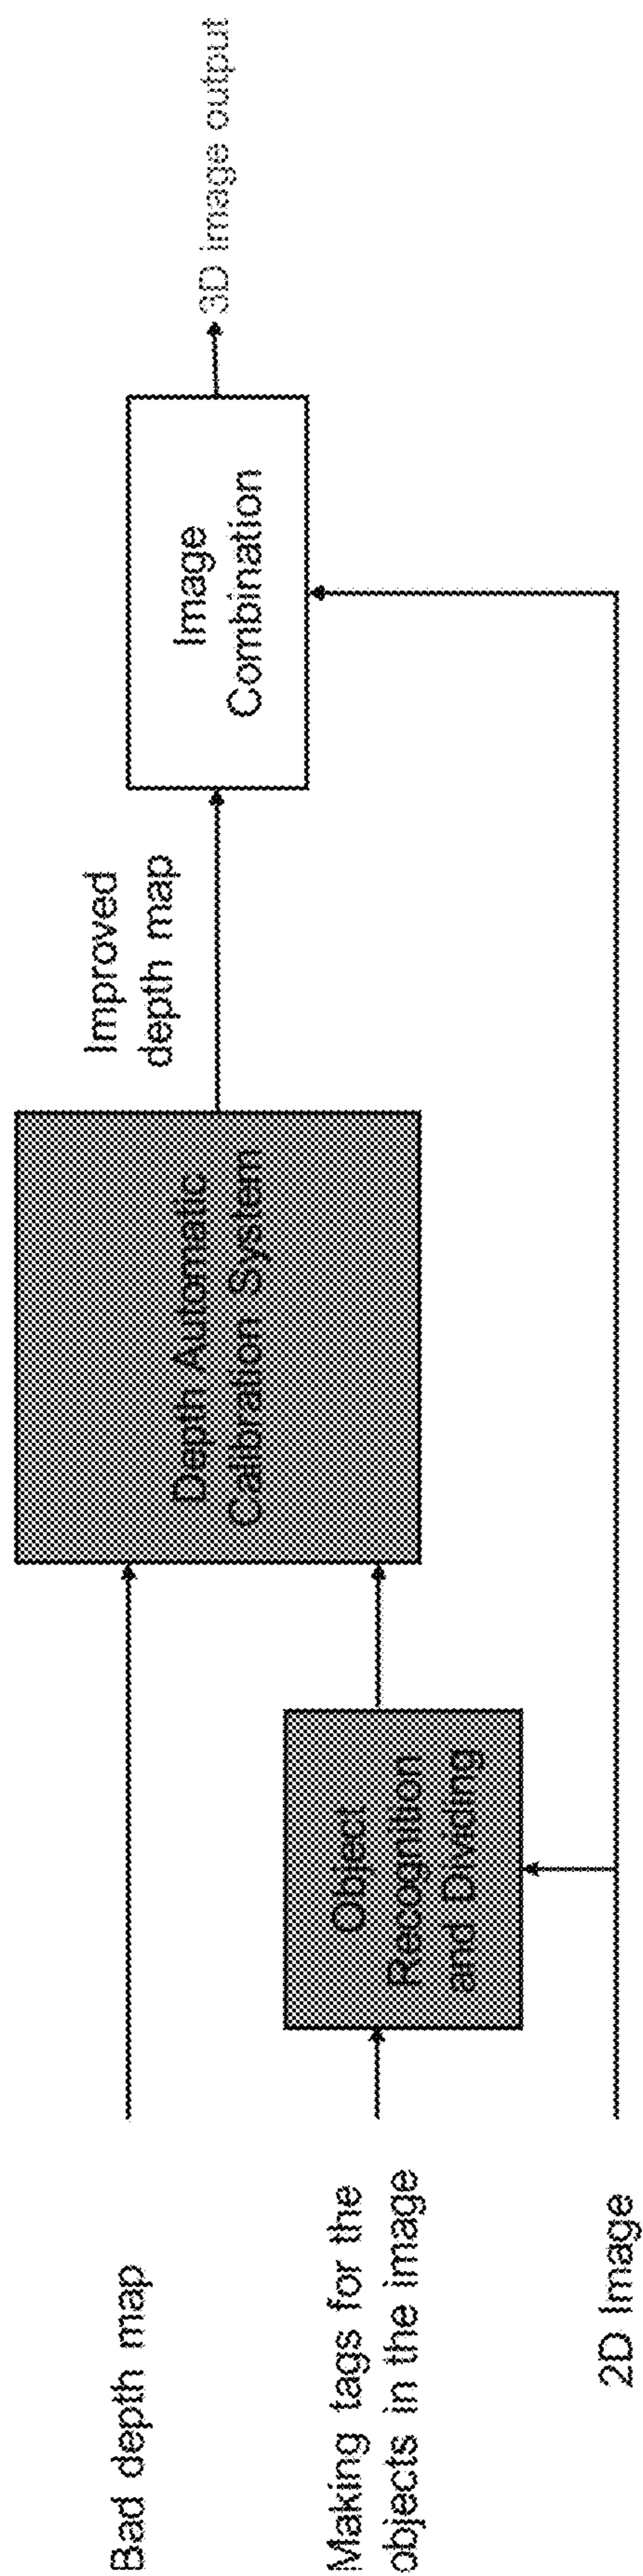 Bad depth map
Making tags for the
objects in the image
2D Image
Object
Recognition
and Dividing
Depth Automatic
Calibration System
Improved
depth map
Image
Combination
3D image output